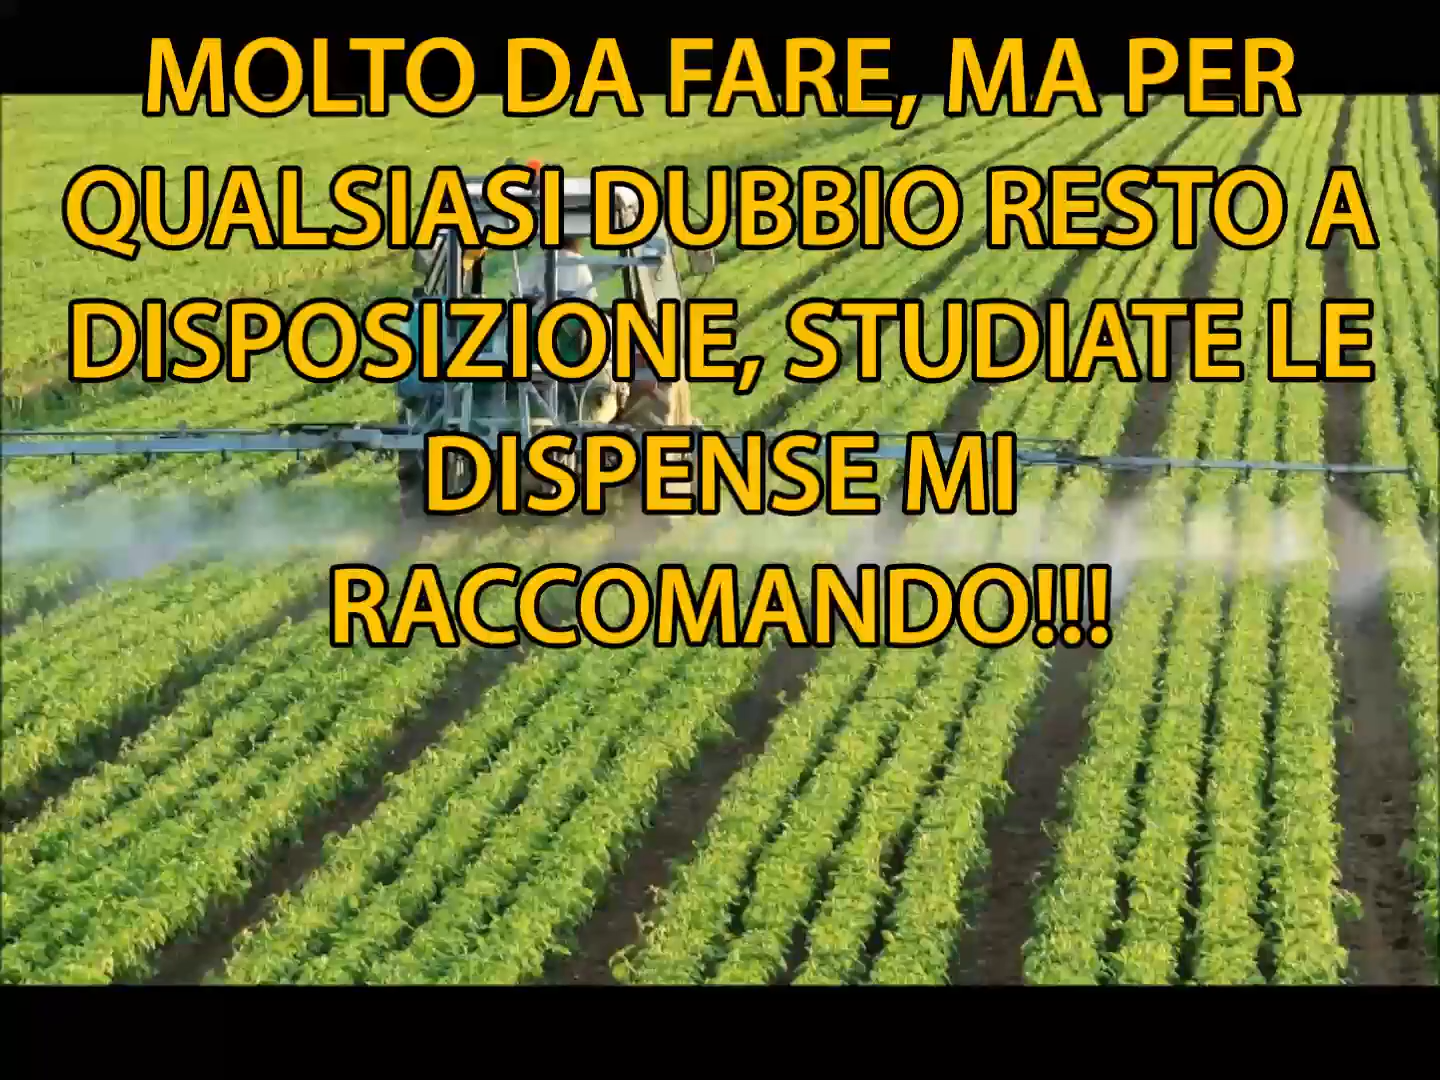 MOLTO DA FARE, MA PER
QUALSIASI DUBBIO RESTO A
DISPOSIZIONE, STUDIATE LE
DISPENSE MI
RACCOMANDO!!!